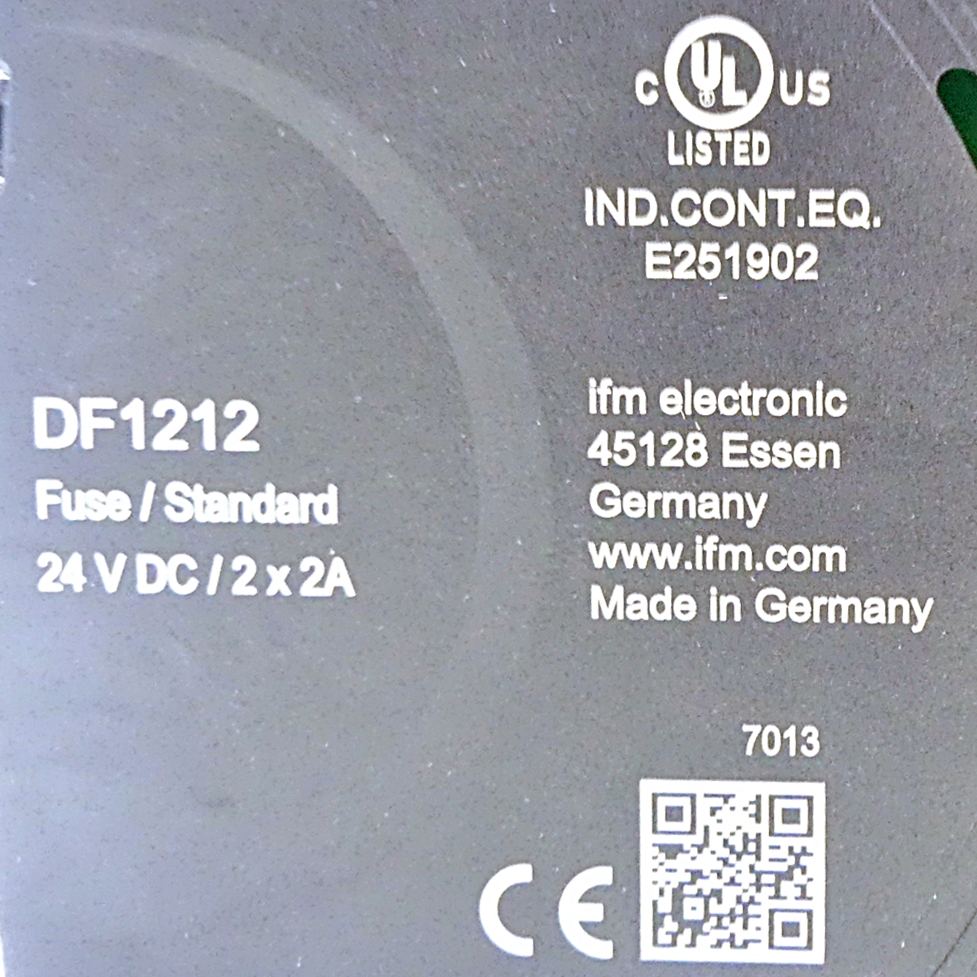 C UL US
LISTED
IND.CONT.EQ.
E251902
DF1212
Fuse / Standard
24 V DC / 2 x 2A
ifm electronic
45128 Essen
Germany
www.ifm.com
Made in Germany
7013
CE